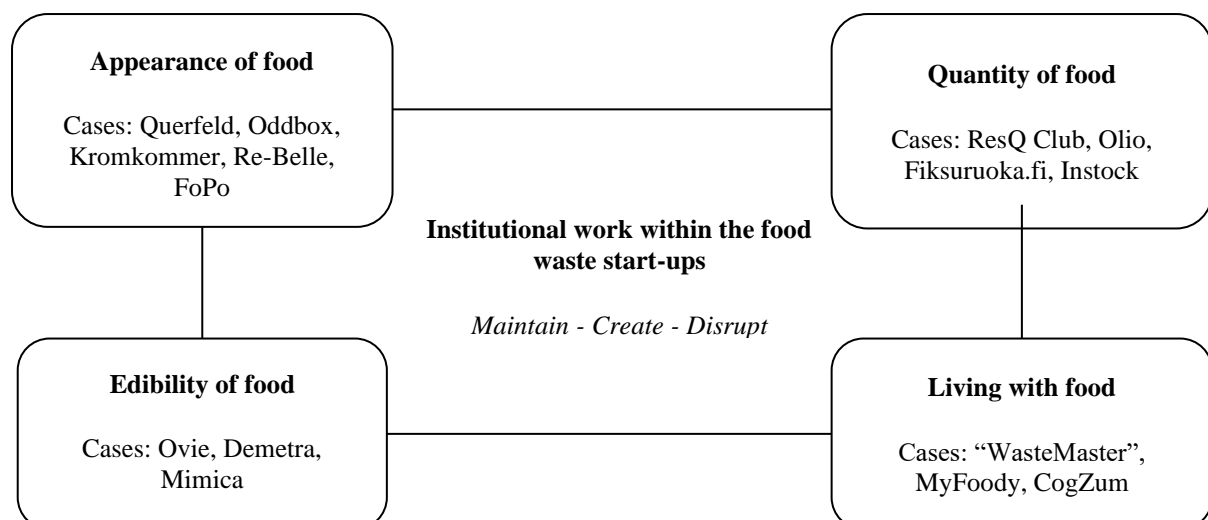 Appearance of food
Cases: Querfeld, Oddbox,
Kromkommer, Re-Belle,
FoPo
Quantity of food
Cases: ResQ Club, Olio,
Fiksuruoka.fi, Instock
Institutional work within the food
waste start-ups
Maintain - Create - Disrupt
Edibility of food
Cases: Ovie, Demetra,
Mimica
Living with food
Cases: “WasteMaster”,
MyFoody, CogZum